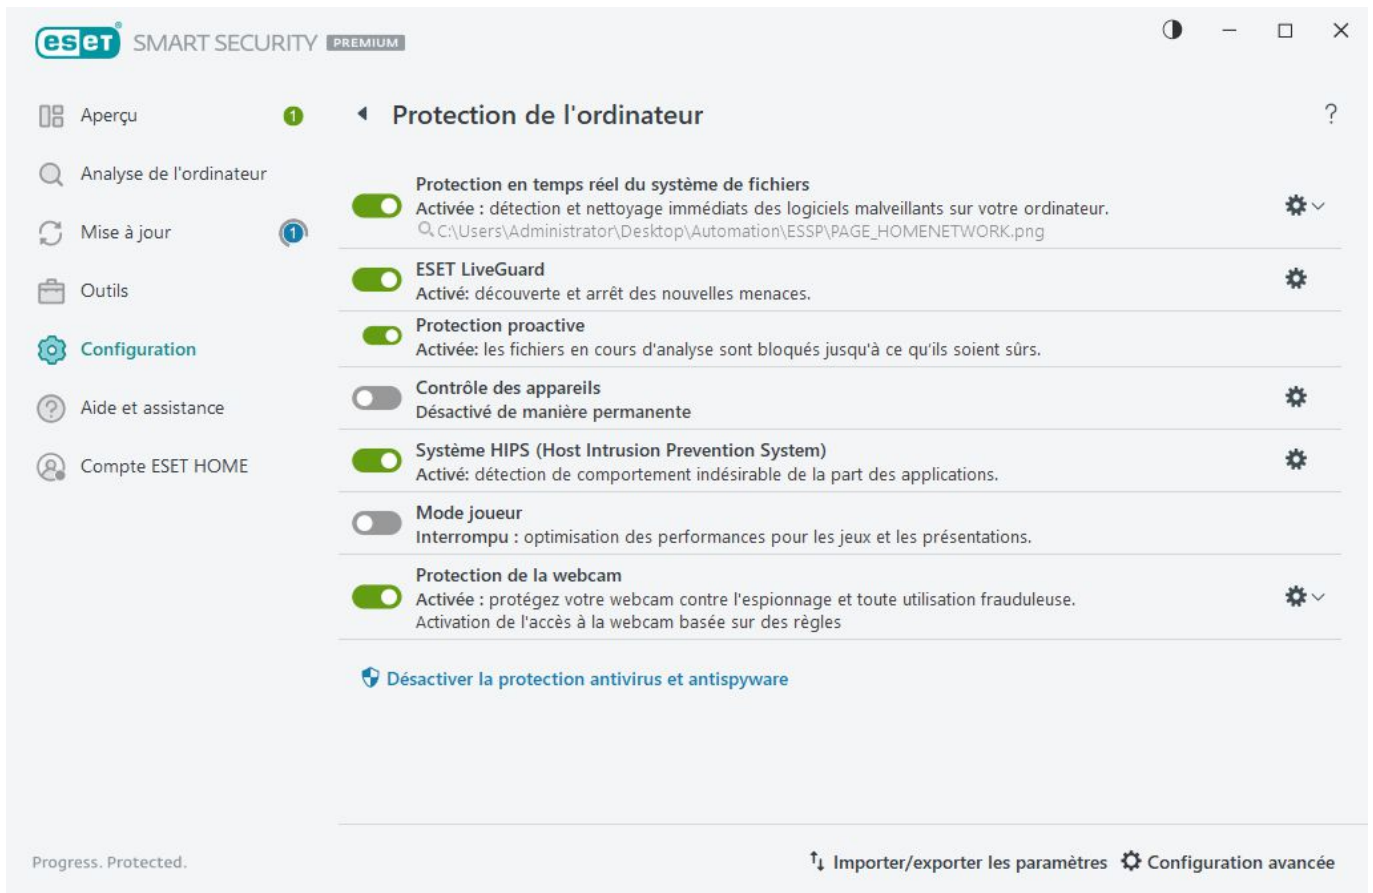 eset SMART SECURITY PREMIUM
Aperçu 1
Analyse de l'ordinateur
Mise à jour 1
Outils
Configuration
Aide et assistance
Compte ESET HOME
Protection de l'ordinateur ?
Protection en temps réel du système de fichiers
Activée : détection et nettoyage immédiats des logiciels malveillants sur votre ordinateur.
C:\Users\Administrator\Desktop\Automation\ESSP\PAGE_HOMENETWORK.png
ESET LiveGuard
Activé: découverte et arrêt des nouvelles menaces.
Protection proactive
Activée: les fichiers en cours d'analyse sont bloqués jusqu'à ce qu'ils soient sûrs.
Contrôle des appareils
Désactivé de manière permanente
Système HIPS (Host Intrusion Prevention System)
Activé: détection de comportement indésirable de la part des applications.
Mode joueur
Interrompu : optimisation des performances pour les jeux et les présentations.
Protection de la webcam
Activée : protégez votre webcam contre l'espionnage et toute utilisation frauduleuse.
Activation de l'accès à la webcam basée sur des règles
Désactiver la protection antivirus et antispyware
Progress. Protected.
Importer/exporter les paramètres Configuration avancée